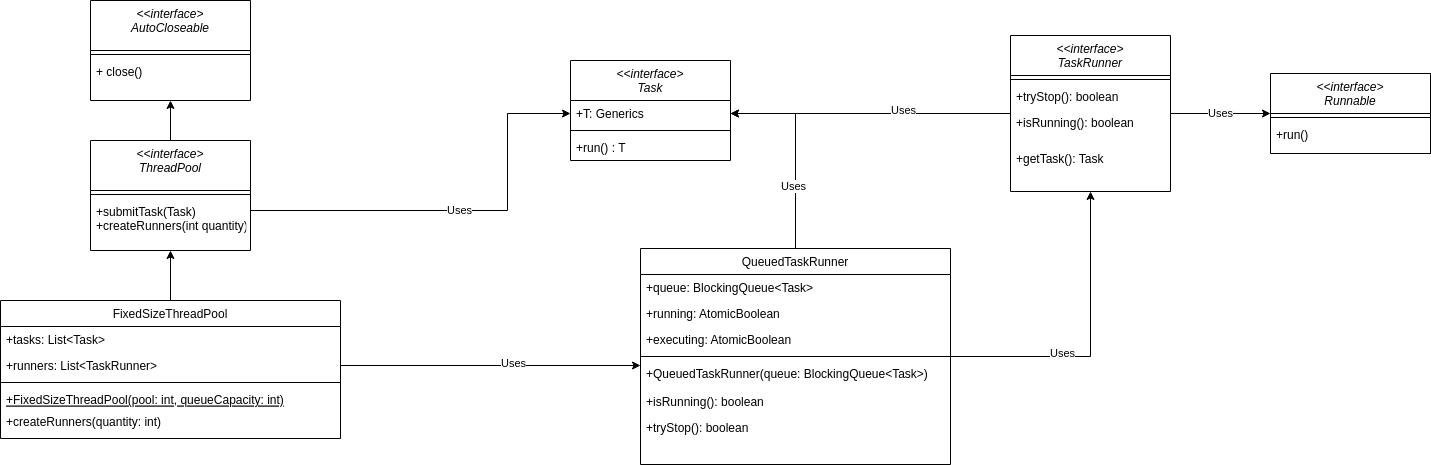 <<interface>>
AutoCloseable
+ close()
<<interface>>
ThreadPool
+submitTask(Task)
+createRunners(int quantity)
FixedSizeThreadPool
+tasks: List<Task>
+runners: List<TaskRunner>
+FixedSizeThreadPool(pool: int, queueCapacity: int)
+createRunners(quantity: int)
Uses
Uses
<<interface>>
Task
+T: Generics
+run() : T
Uses
Uses
QueuedTaskRunner
+queue: BlockingQueue<Task>
+running: AtomicBoolean
+executing: AtomicBoolean
+QueuedTaskRunner(queue: BlockingQueue<Task>)
+isRunning(): boolean
+tryStop(): boolean
Uses
<<interface>>
TaskRunner
+tryStop(): boolean
+isRunning(): boolean
+getTask(): Task
Uses
<<interface>>
Runnable
+run()